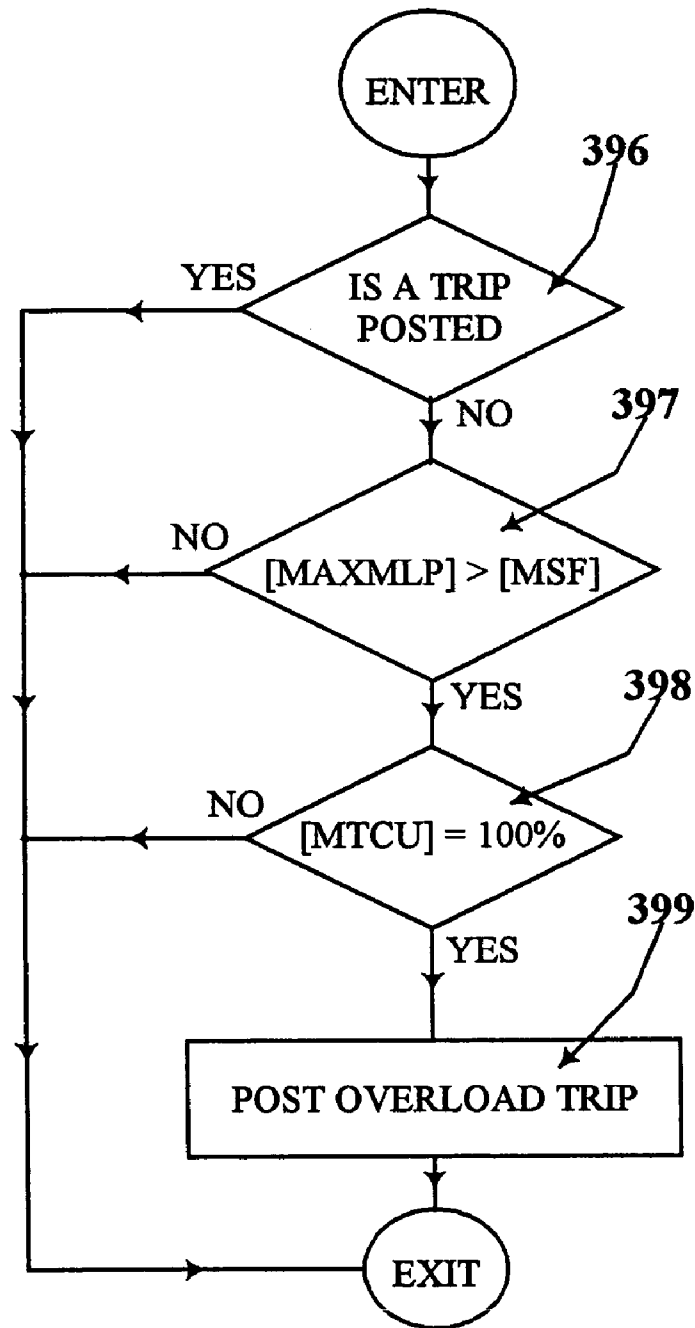 ENTER
396
YES
IS A TRIP
POSTED
NO
397
NO
[MAXMLP] > [MSF]
YES
398
NO
[MTCU] = 100%
YES
399
POST OVERLOAD TRIP
EXIT